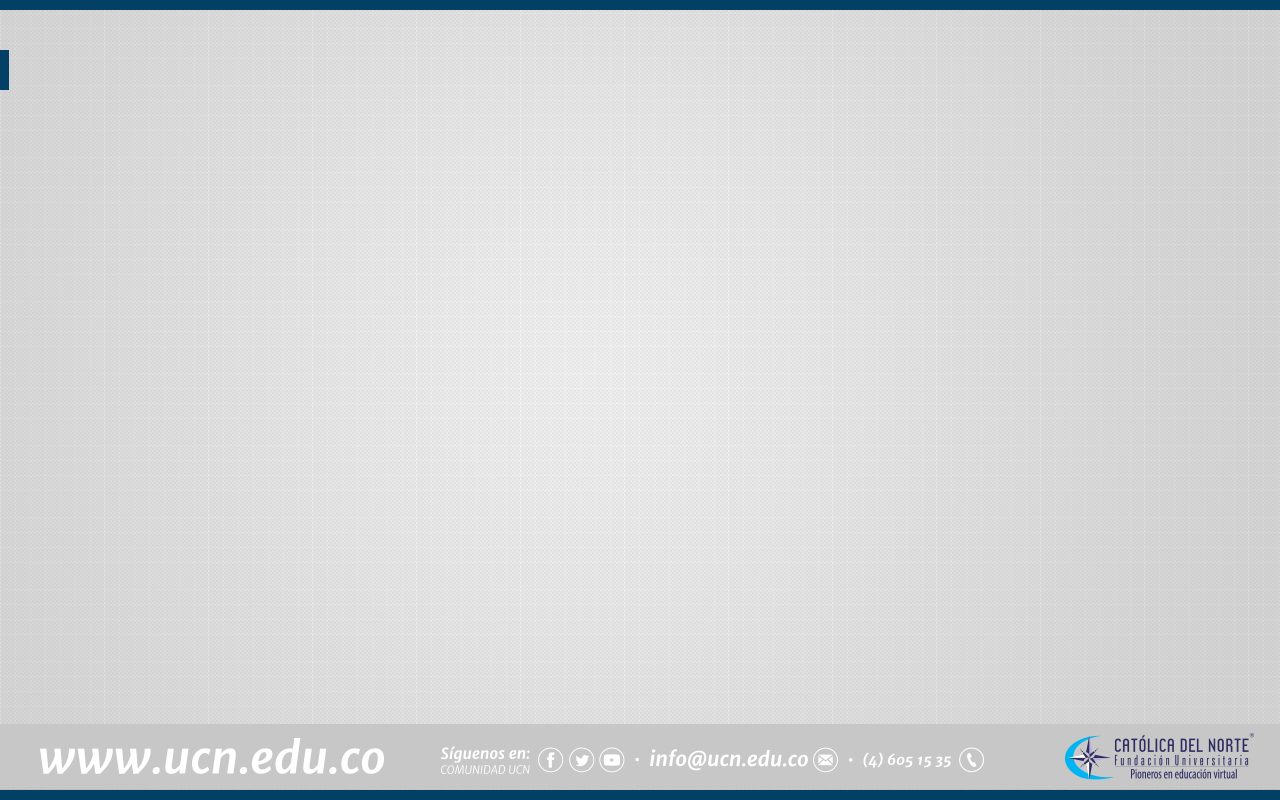 www.ucn.edu.co
Síguenos en:
COMUNIDAD UCN
info@ucn.edu.co
(4) 605 15 35
CATÓLICA DEL NORTE®
Fundación Universitaria
Pioneros en educación virtual